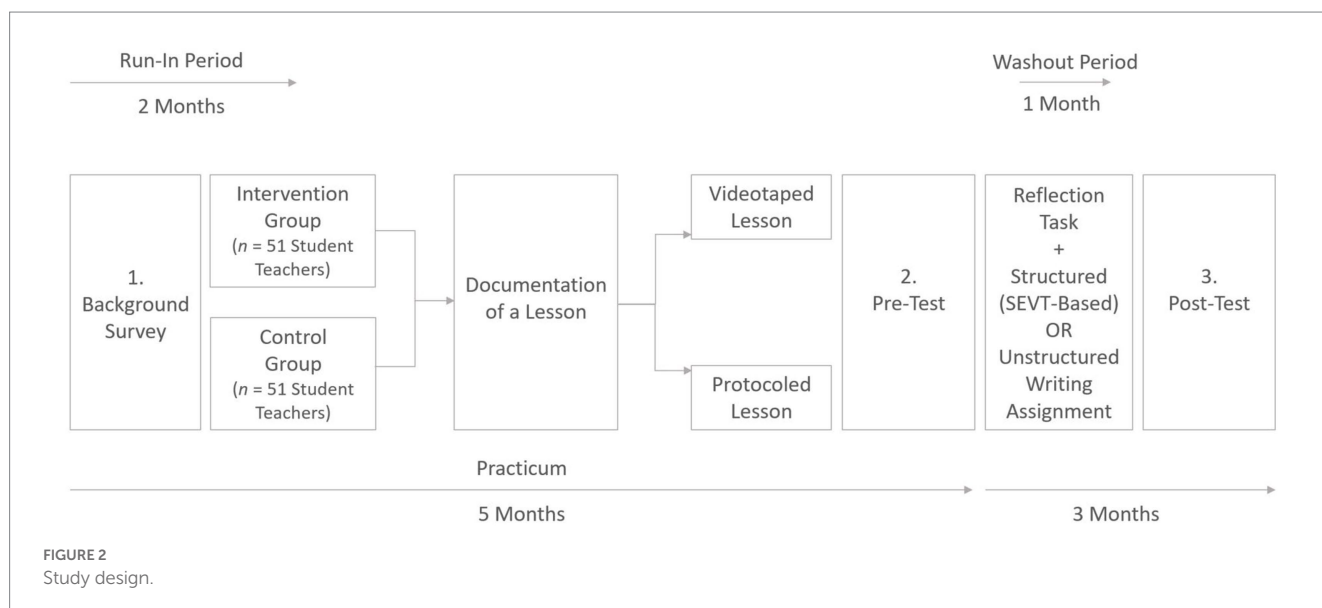 Run-In Period
2 Months
Washout Period
1 Month
1.
Background
Survey
Intervention
Group
(n = 51 Student
Teachers)
Control
Group
(n = 51 Student
Teachers)
Documentation
of a Lesson
Videotaped
Lesson
Protocoled
Lesson
2.
Pre-Test
Reflection
Task
+
Structured
(SEVT-Based)
OR
Unstructured
Writing
Assignment
3.
Post-Test
Practicum
5 Months
3 Months
FIGURE 2
Study design.